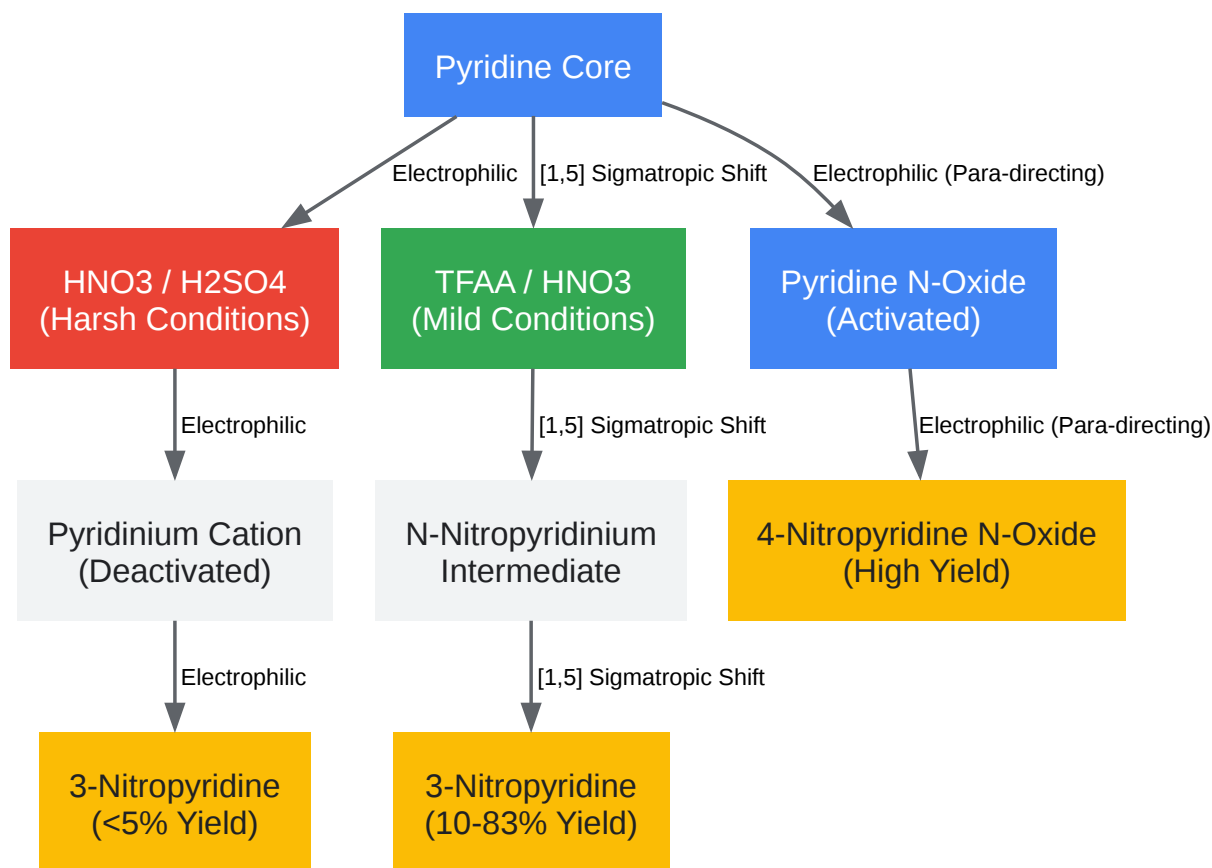 Pyridine Core
Electrophilic
[1,5] Sigmatropic Shift
Electrophilic (Para-directing)
HNO3 / H2SO4
(Harsh Conditions)
TFAA / HNO3
(Mild Conditions)
Pyridine N-Oxide
(Activated)
Electrophilic
[1,5] Sigmatropic Shift
Electrophilic (Para-directing)
Pyridinium Cation
(Deactivated)
N-Nitropyridinium
Intermediate
4-Nitropyridine N-Oxide
(High Yield)
Electrophilic
[1,5] Sigmatropic Shift
3-Nitropyridine
(<5% Yield)
3-Nitropyridine
(10-83% Yield)